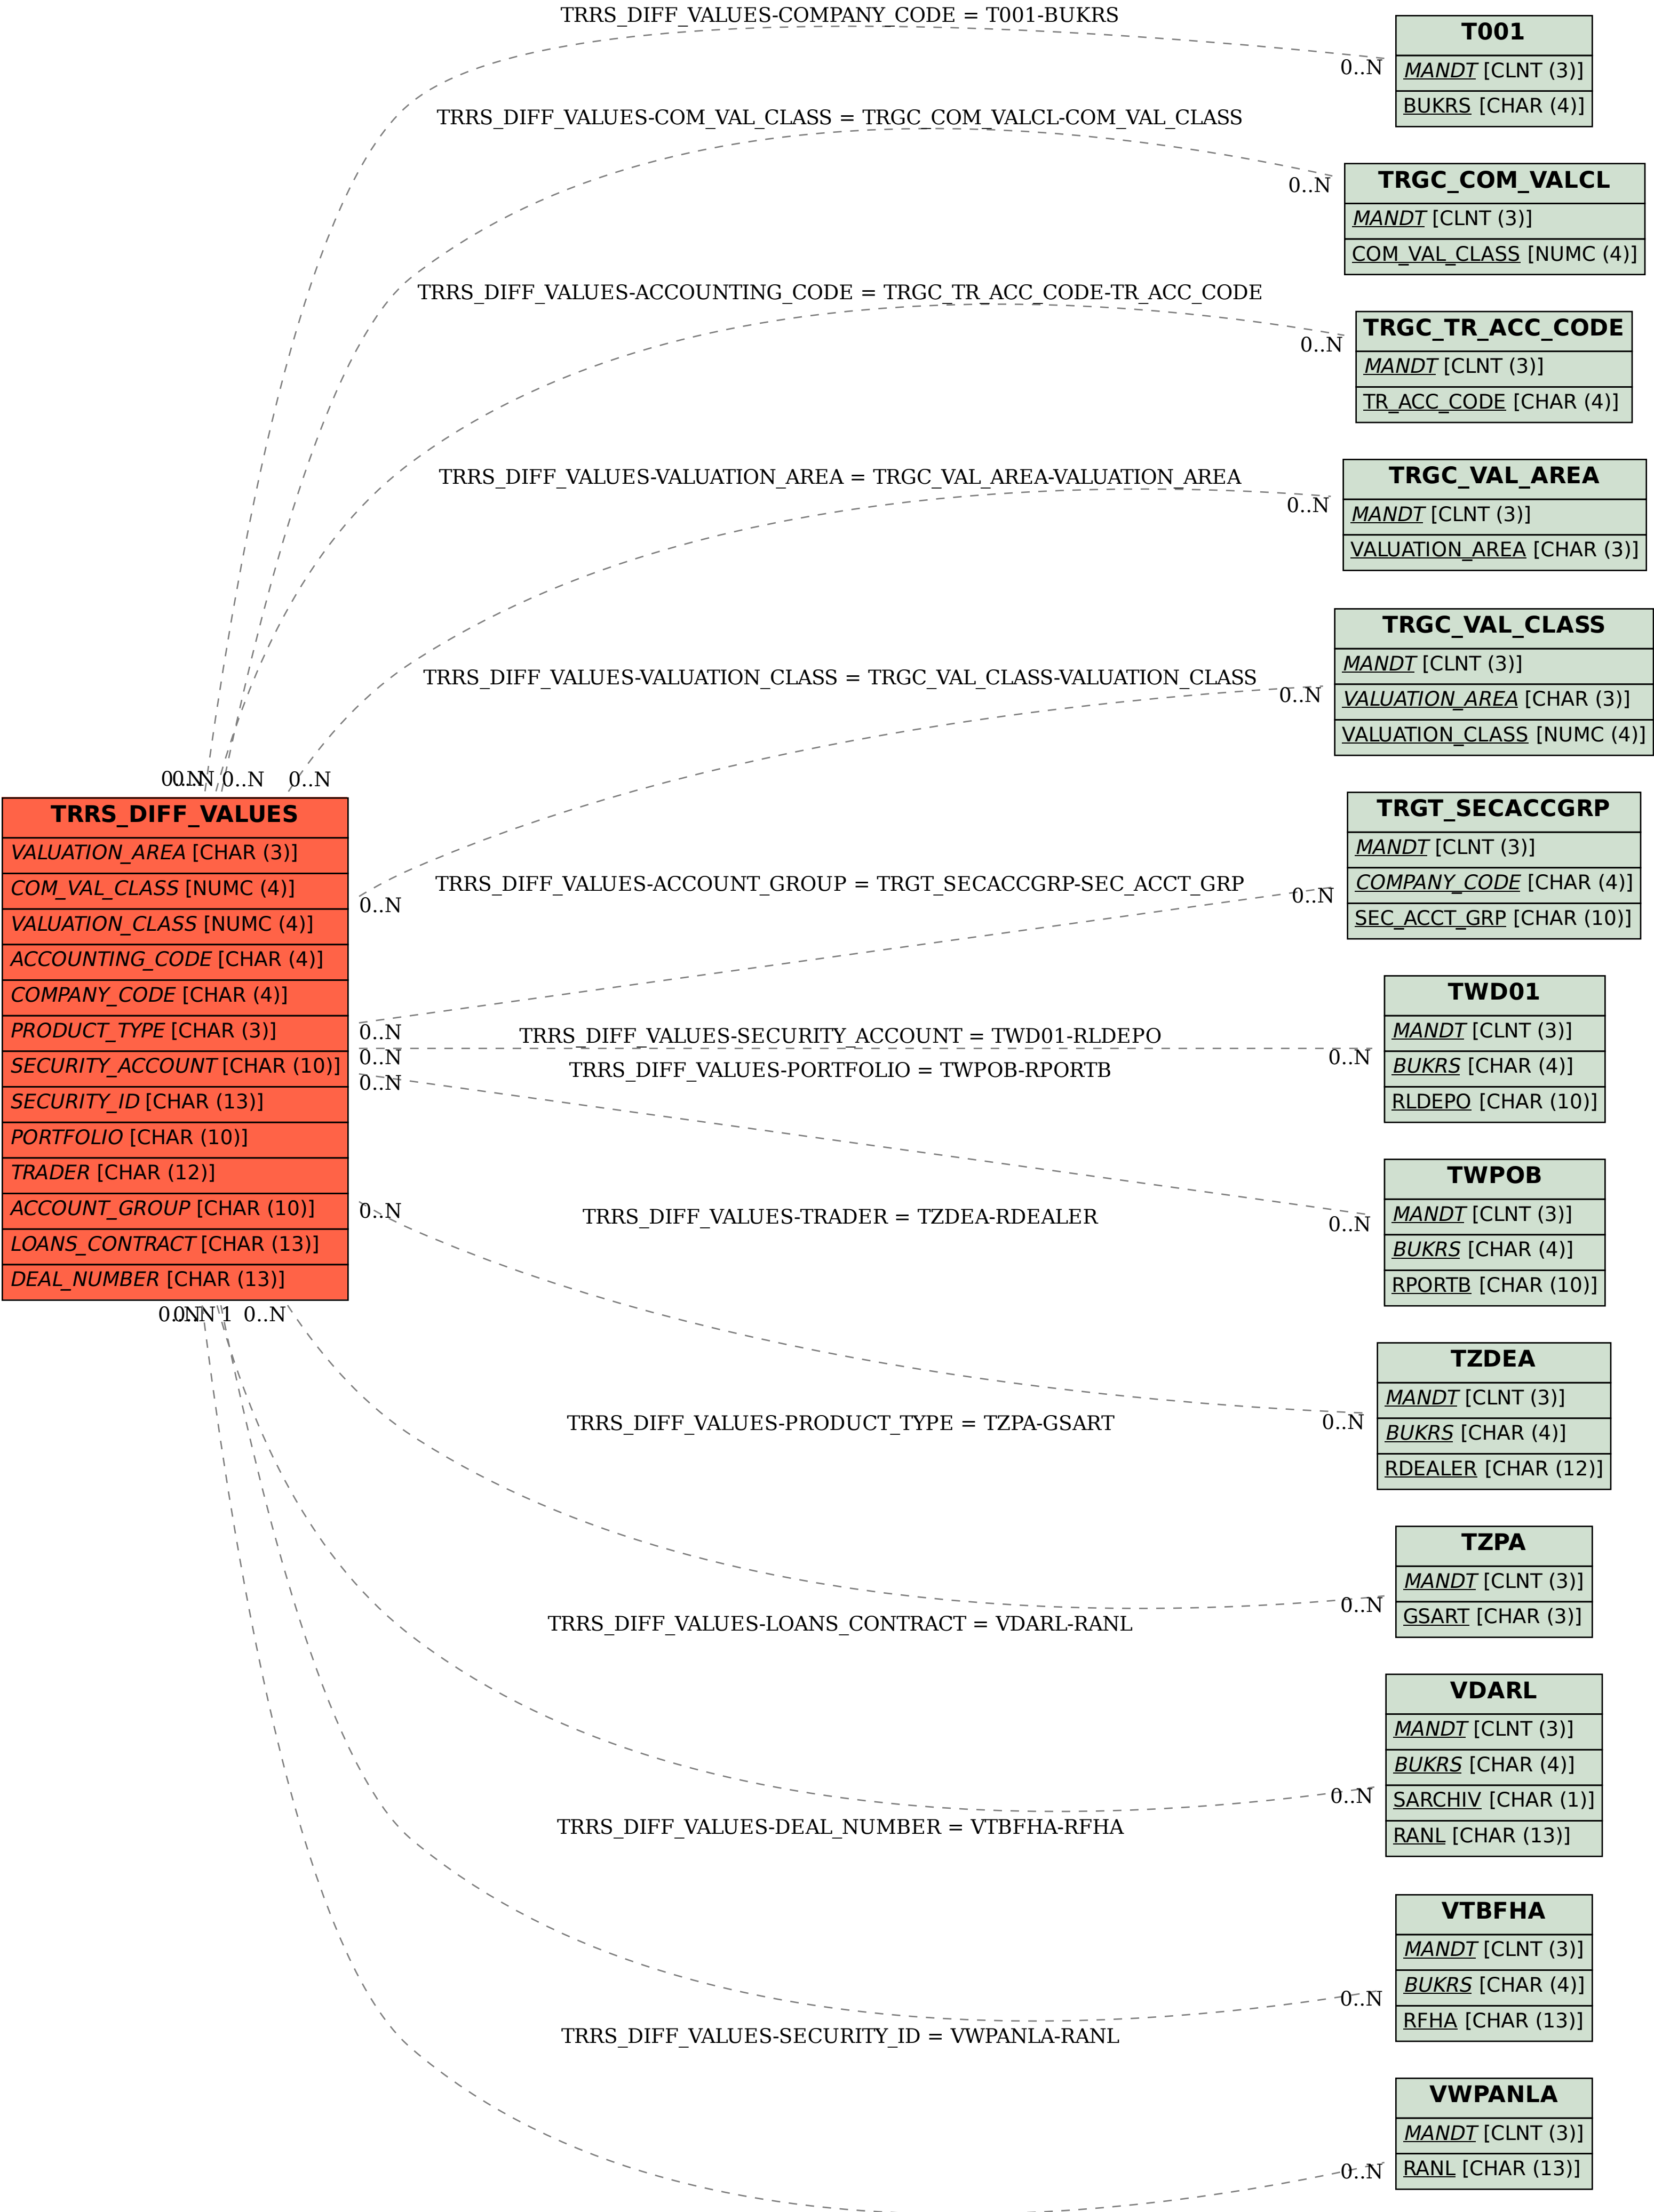 TRRS_DIFF_VALUES-COMPANY_CODE = T001-BUKRS
0..N
T001
MANDT [CLNT (3)]
BUKRS [CHAR (4)]
TRRS_DIFF_VALUES-COM_VAL_CLASS = TRGC_COM_VALCL-COM_VAL_CLASS
0..N
TRGC_COM_VALCL
MANDT [CLNT (3)]
COM_VAL_CLASS [NUMC (4)]
TRRS_DIFF_VALUES-ACCOUNTING_CODE = TRGC_TR_ACC_CODE-TR_ACC_CODE
0..N
TRGC_TR_ACC_CODE
MANDT [CLNT (3)]
TR_ACC_CODE [CHAR (4)]
TRRS_DIFF_VALUES-VALUATION_AREA = TRGC_VAL_AREA-VALUATION_AREA
0..N
TRGC_VAL_AREA
MANDT [CLNT (3)]
VALUATION_AREA [CHAR (3)]
TRRS_DIFF_VALUES-VALUATION_CLASS = TRGC_VAL_CLASS-VALUATION_CLASS
0..N
TRGC_VAL_CLASS
MANDT [CLNT (3)]
VALUATION_AREA [CHAR (3)]
VALUATION_CLASS [NUMC (4)]
0..N
0..N
0..N
0..N
TRRS_DIFF_VALUES
VALUATION_AREA [CHAR (3)]
COM_VAL_CLASS [NUMC (4)]
VALUATION_CLASS [NUMC (4)]
ACCOUNTING_CODE [CHAR (4)]
COMPANY_CODE [CHAR (4)]
PRODUCT_TYPE [CHAR (3)]
SECURITY_ACCOUNT [CHAR (10)]
SECURITY_ID [CHAR (13)]
PORTFOLIO [CHAR (10)]
TRADER [CHAR (12)]
ACCOUNT_GROUP [CHAR (10)]
LOANS_CONTRACT [CHAR (13)]
DEAL_NUMBER [CHAR (13)]
0..N
0..N
0..N
0..N
0..N
TRRS_DIFF_VALUES-ACCOUNT_GROUP = TRGT_SECACCGRP-SEC_ACCT_GRP
0..N
TRGT_SECACCGRP
MANDT [CLNT (3)]
COMPANY_CODE [CHAR (4)]
SEC_ACCT_GRP [CHAR (10)]
TRRS_DIFF_VALUES-SECURITY_ACCOUNT = TWD01-RLDEPO
0..N
TWD01
MANDT [CLNT (3)]
BUKRS [CHAR (4)]
RLDEPO [CHAR (10)]
TRRS_DIFF_VALUES-PORTFOLIO = TWPOB-RPORTB
0..N
TWPOB
MANDT [CLNT (3)]
BUKRS [CHAR (4)]
RPORTB [CHAR (10)]
TRRS_DIFF_VALUES-TRADER = TZDEA-RDEALER
0..N
TZDEA
MANDT [CLNT (3)]
BUKRS [CHAR (4)]
RDEALER [CHAR (12)]
0..N
TRRS_DIFF_VALUES-PRODUCT_TYPE = TZPA-GSART
0..N
TZPA
MANDT [CLNT (3)]
GSART [CHAR (3)]
TRRS_DIFF_VALUES-LOANS_CONTRACT = VDARL-RANL
0..N
VDARL
MANDT [CLNT (3)]
BUKRS [CHAR (4)]
SARCHIV [CHAR (1)]
RANL [CHAR (13)]
TRRS_DIFF_VALUES-DEAL_NUMBER = VTBFHA-RFHA
0..N
VTBFHA
MANDT [CLNT (3)]
BUKRS [CHAR (4)]
RFHA [CHAR (13)]
TRRS_DIFF_VALUES-SECURITY_ID = VWPANLA-RANL
0..N
VWPANLA
MANDT [CLNT (3)]
RANL [CHAR (13)]